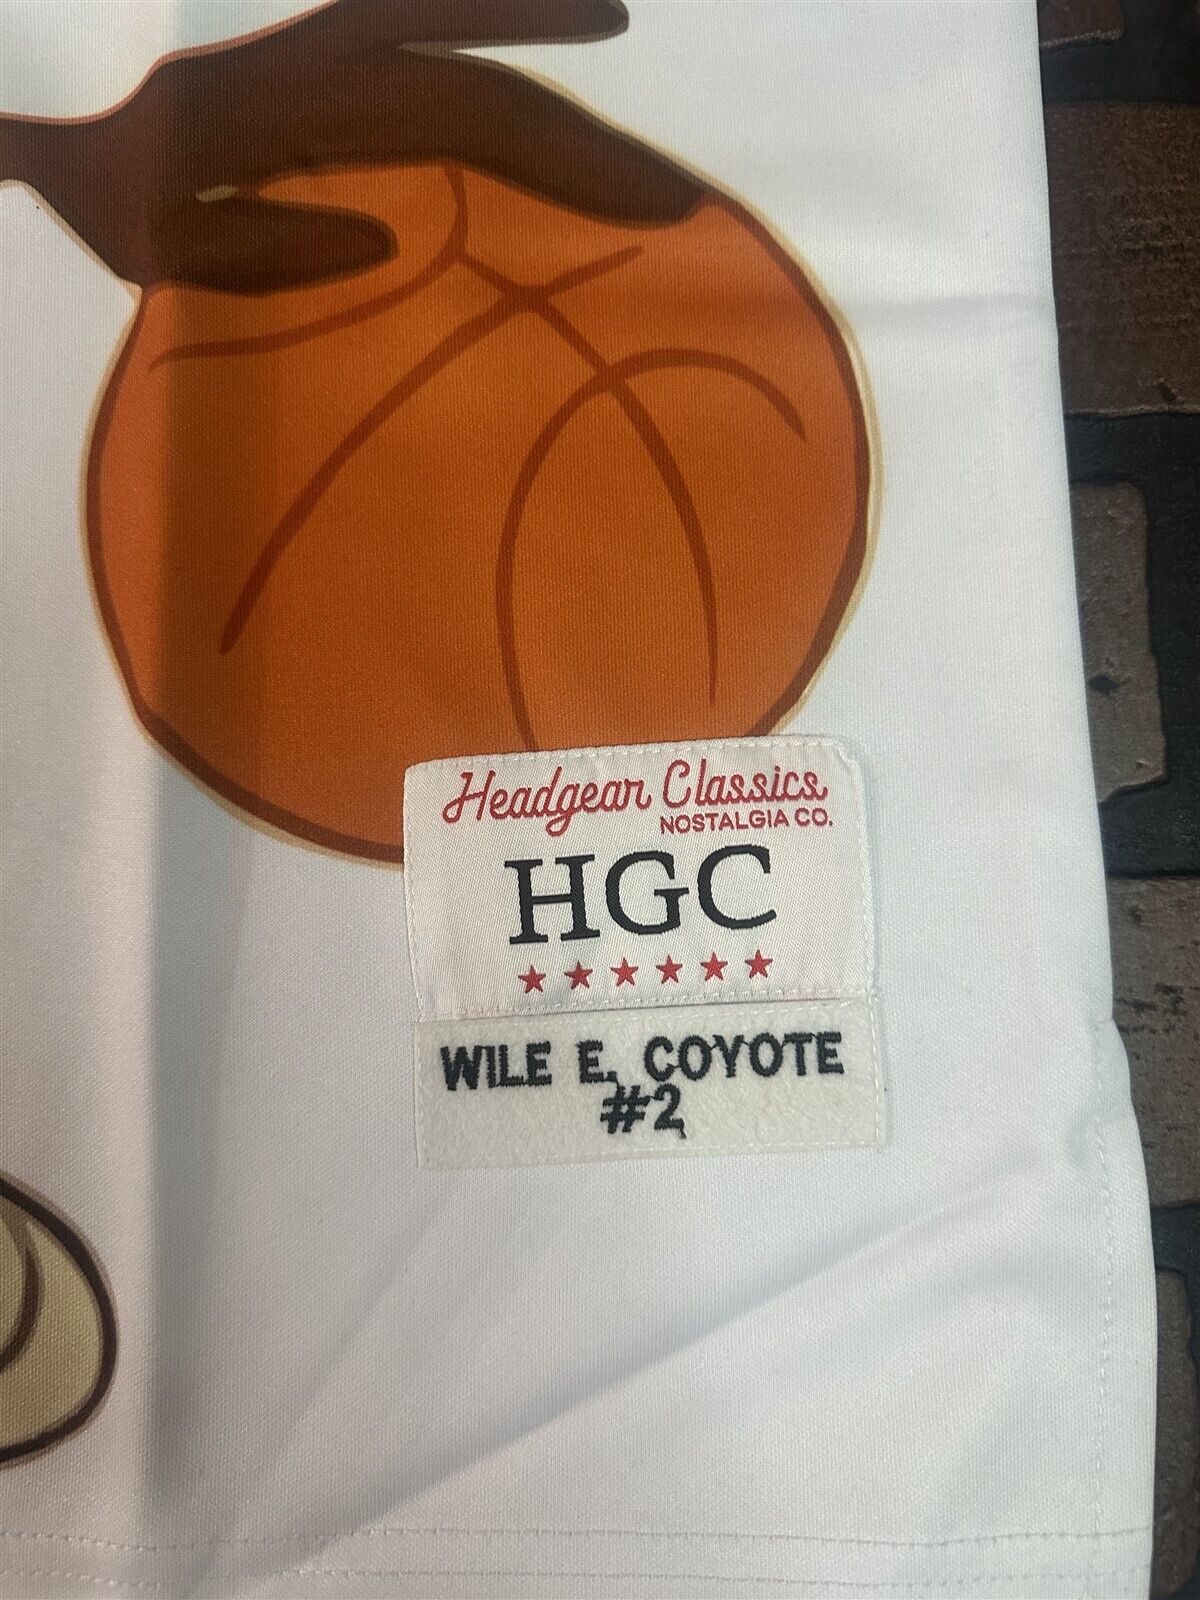 Headgear Classics
NOSTALGIA CO.
HGC
WILE E. COYOTE
#2